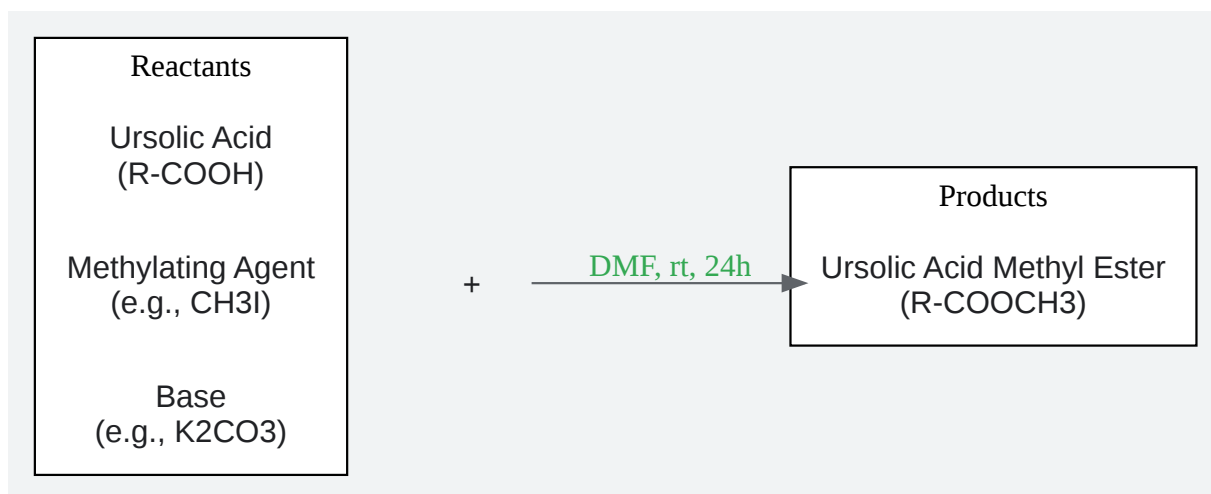 Reactants
Ursolic Acid
(R-COOH)
Methylating Agent
(e.g., CH3I)
Base
(e.g., K2CO3)
+
DMF, rt, 24h
Products
Ursolic Acid Methyl Ester
(R-COOCH3)